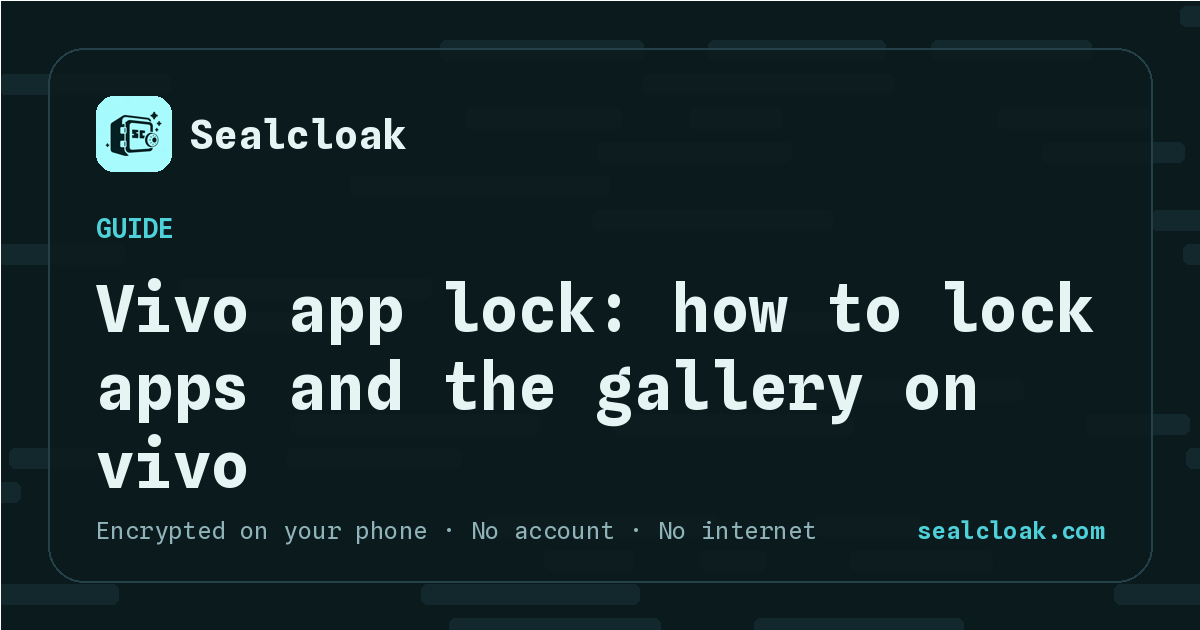 SC
Sealcloak
GUIDE
Vivo app lock: how to lock
apps and the gallery on
vivo
Encrypted on your phone · No account · No internet
sealcloak.com